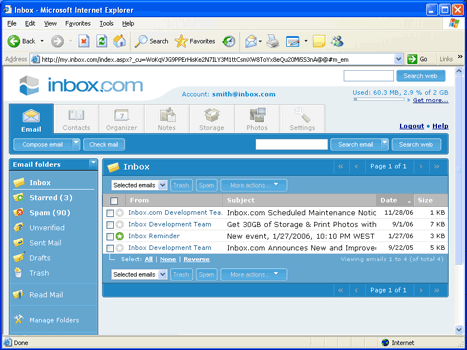 Inbox - Microsoft Internet Explorer
File Edit View Favorites Tools Help
Back Search Favorites
Address http://my.inbox.com/index.aspx?_cu= Go Links
inbox.com
Search web
Account: smith@inbox.com
Used: 60.3 MB, 2.9% of 2 GB
Get more...
Email Contacts Organizer Notes Storage Photos Settings
Logout Help
Compose email Check mail Search email Search web
Email folders
Inbox
Starred (3)
Spam (90)
Unverified
Sent Mail
Drafts
Trash
Read Mail
Manage Folders
Inbox Page 1 of 1
Selected emails Trash Spam More actions...
From Subject Date Size
Inbox.com Development Tea Inbox.com Scheduled Maintenance Notic 11/28/06 1 KB
Inbox Development Team Get 30GB of Storage & Print Photos with 9/1/06 7 KB
Inbox Reminder New event, 1/27/2006, 10:10 PM WEST 1/27/06 3 KB
Inbox Development Team Inbox.com Announces New and Improve 9/22/05 5 KB
Select: All | None | Reverse Viewing emails 1 to 4 (of total 4)
Selected emails Trash Spam More actions...
Page 1 of 1
Done Internet